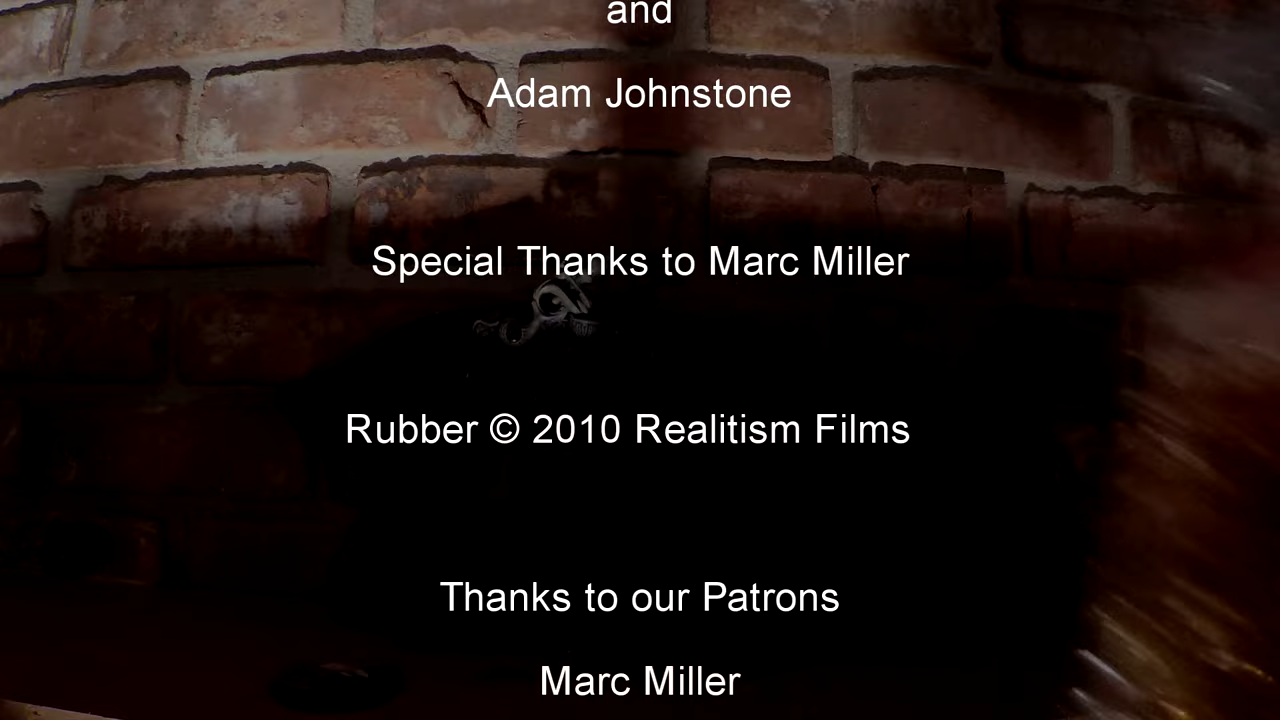 and
Adam Johnstone
Special Thanks to Marc Miller
Rubber © 2010 Realitism Films
Thanks to our Patrons
Marc Miller